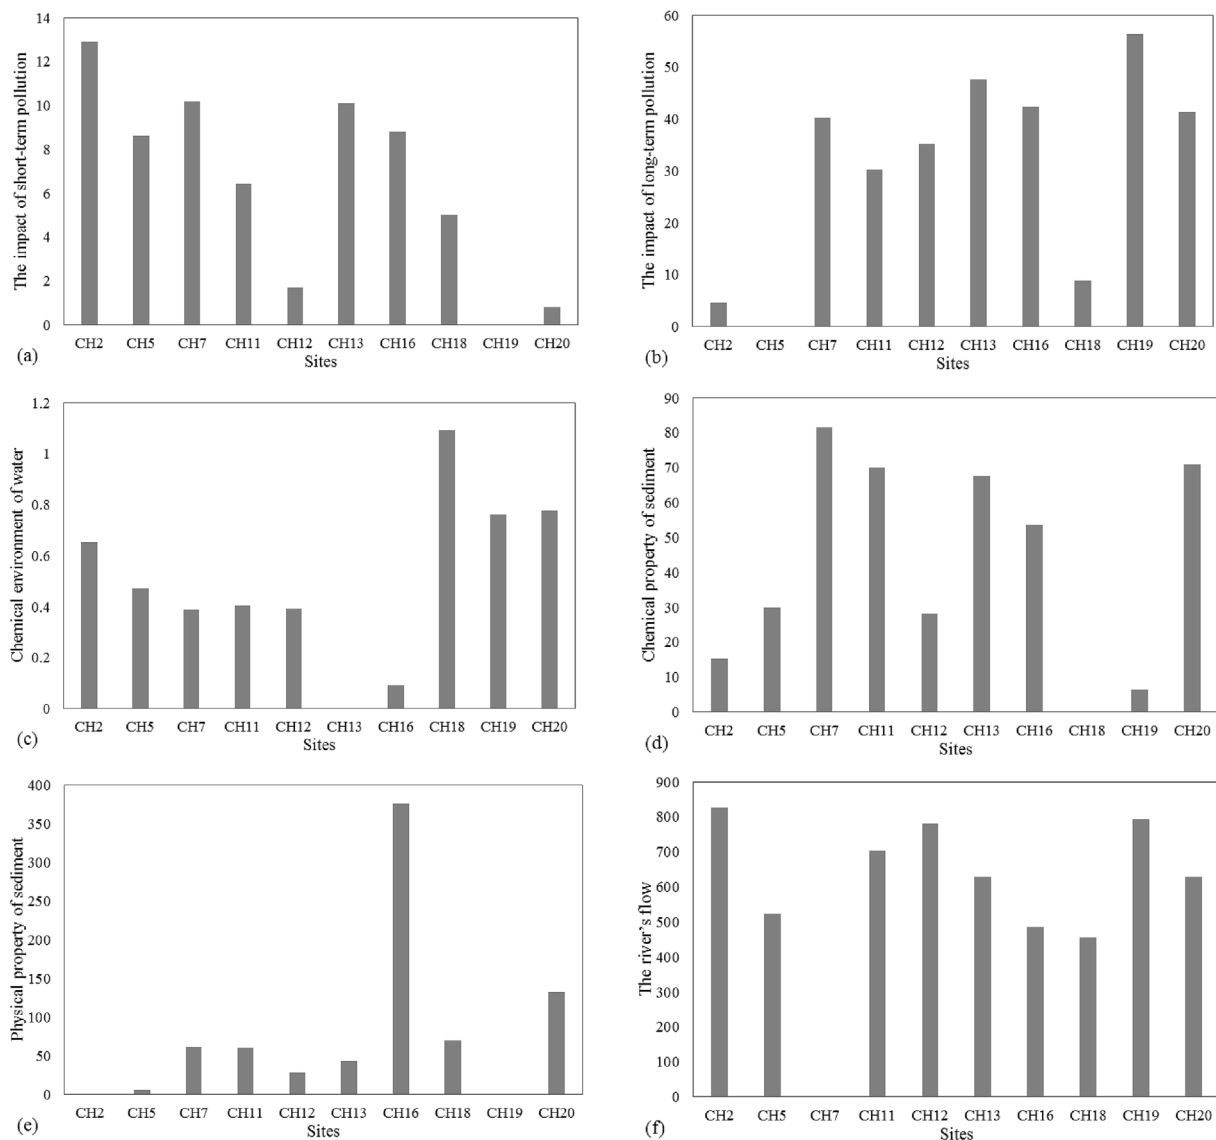 The impact of short-term pollution
14
12
10
8
6
4
2
0
CH2 CH5 CH7 CH11 CH12 CH13 CH16 CH18 CH19 CH20
Sites
(a)
The impact of long-term pollution
60
50
40
30
20
10
0
CH2 CH5 CH7 CH11 CH12 CH13 CH16 CH18 CH19 CH20
Sites
(b)
Chemical environment of water
1.2
1
0.8
0.6
0.4
0.2
0
CH2 CH5 CH7 CH11 CH12 CH13 CH16 CH18 CH19 CH20
Sites
(c)
Chemical property of sediment
90
80
70
60
50
40
30
20
10
0
CH2 CH5 CH7 CH11 CH12 CH13 CH16 CH18 CH19 CH20
Sites
(d)
Physical property of sediment
400
350
300
250
200
150
100
50
0
CH2 CH5 CH7 CH11 CH12 CH13 CH16 CH18 CH19 CH20
Sites
(e)
The river's flow
900
800
700
600
500
400
300
200
100
0
CH2 CH5 CH7 CH11 CH12 CH13 CH16 CH18 CH19 CH20
Sites
(f)